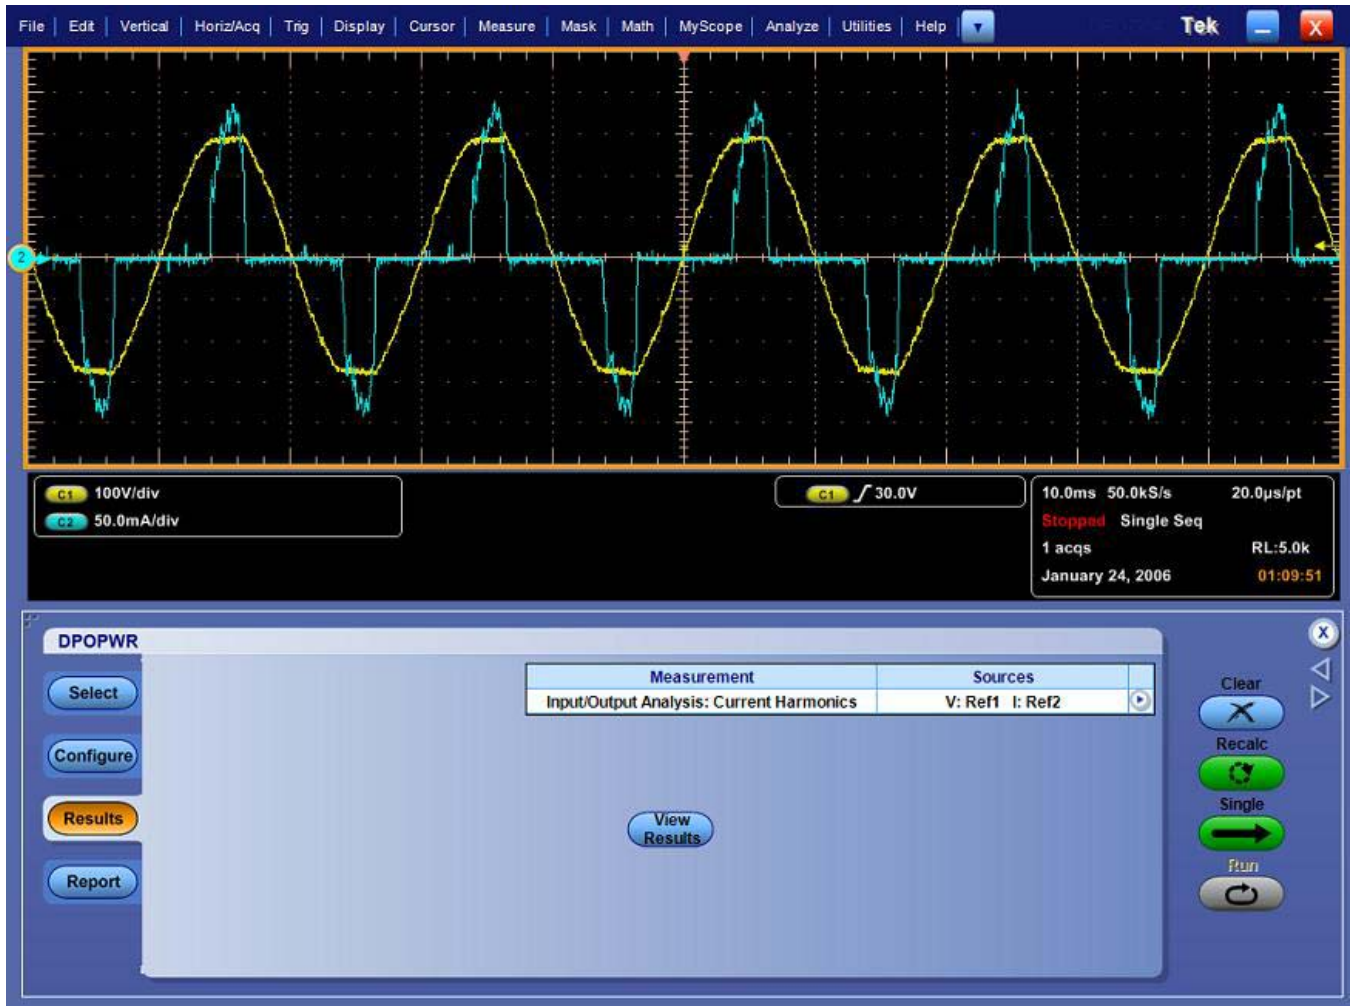 File | Edit | Vertical | Horiz/Acq | Trig | Display | Cursor | Measure | Mask | Math | MyScope | Analyze | Utilities | Help | Tek X
2
C1 100V/div
C2 50.0mA/div
C1 30.0V
10.0ms 50.0kS/s 20.0µs/pt
Stopped Single Seq
1 acqs RL:5.0k
January 24, 2006 01:09:51
DPOPWR
X
Select
Configure
Results
Report
Measurement Sources
Input/Output Analysis: Current Harmonics V: Ref1 I: Ref2
View
Results
Clear
Recalc
Single
Run